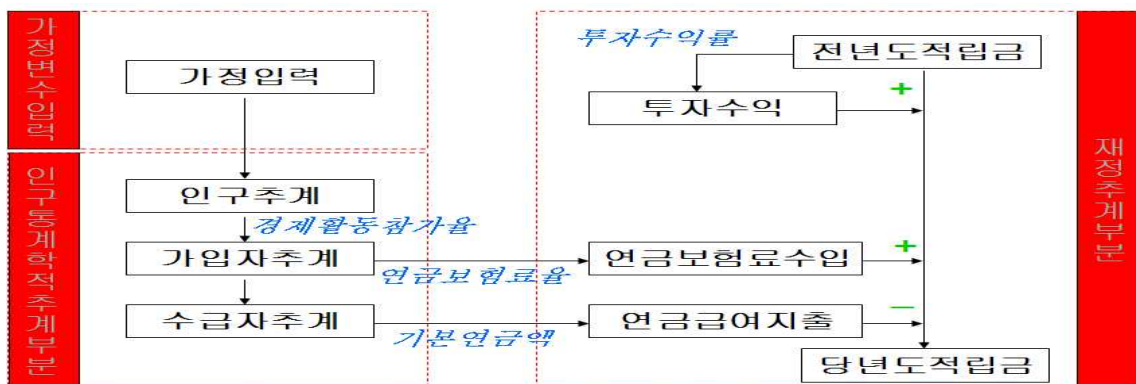 가정변수입력
가정입력
인구통계학적추계부분
인구추계
경제활동참가율
가입자추계
연금보험료율
수급자추계
기본연금액
투자수익률
전년도적립금
+
투자수익
+
연금보험료수입
−
연금급여지출
당년도적립금
재정추계부분